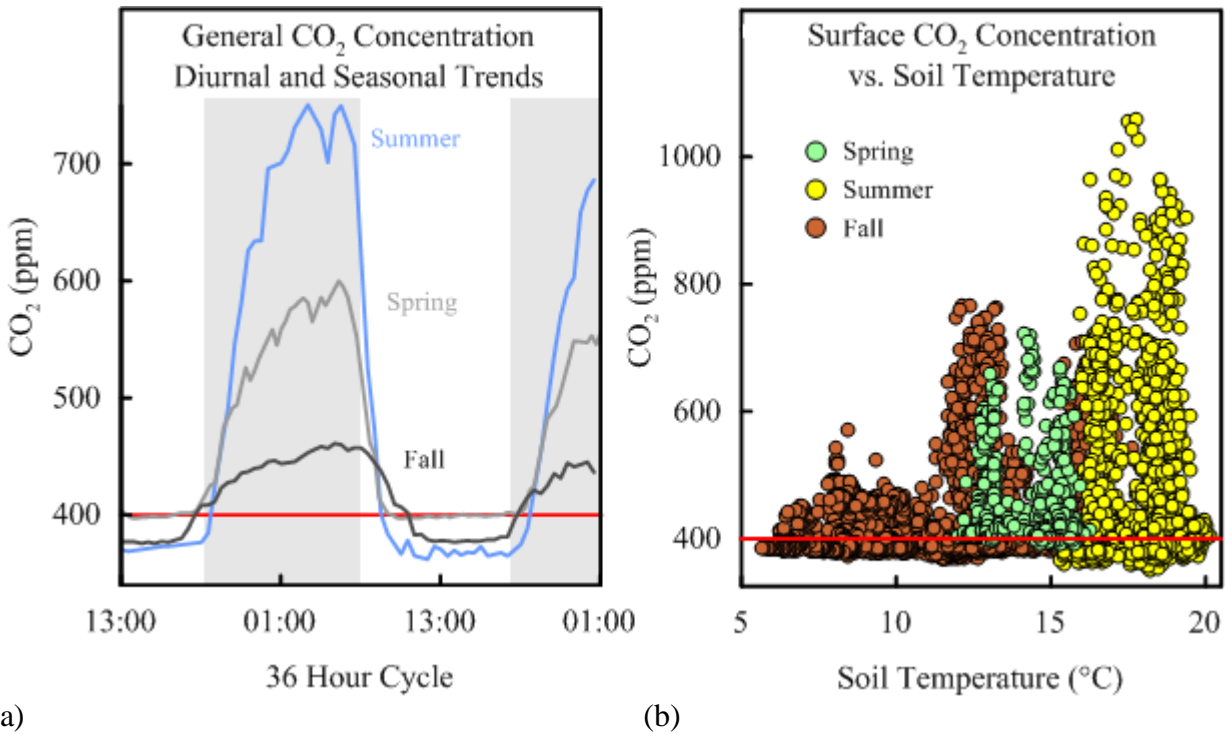 General CO₂ Concentration
Diurnal and Seasonal Trends
Summer
Spring
Fall
700
600
500
400
CO₂ (ppm)
13:00 01:00 13:00 01:00
36 Hour Cycle
a)
Surface CO₂ Concentration
vs. Soil Temperature
Spring
Summer
Fall
1000
800
600
400
CO₂ (ppm)
5 10 15 20
Soil Temperature (°C)
(b)